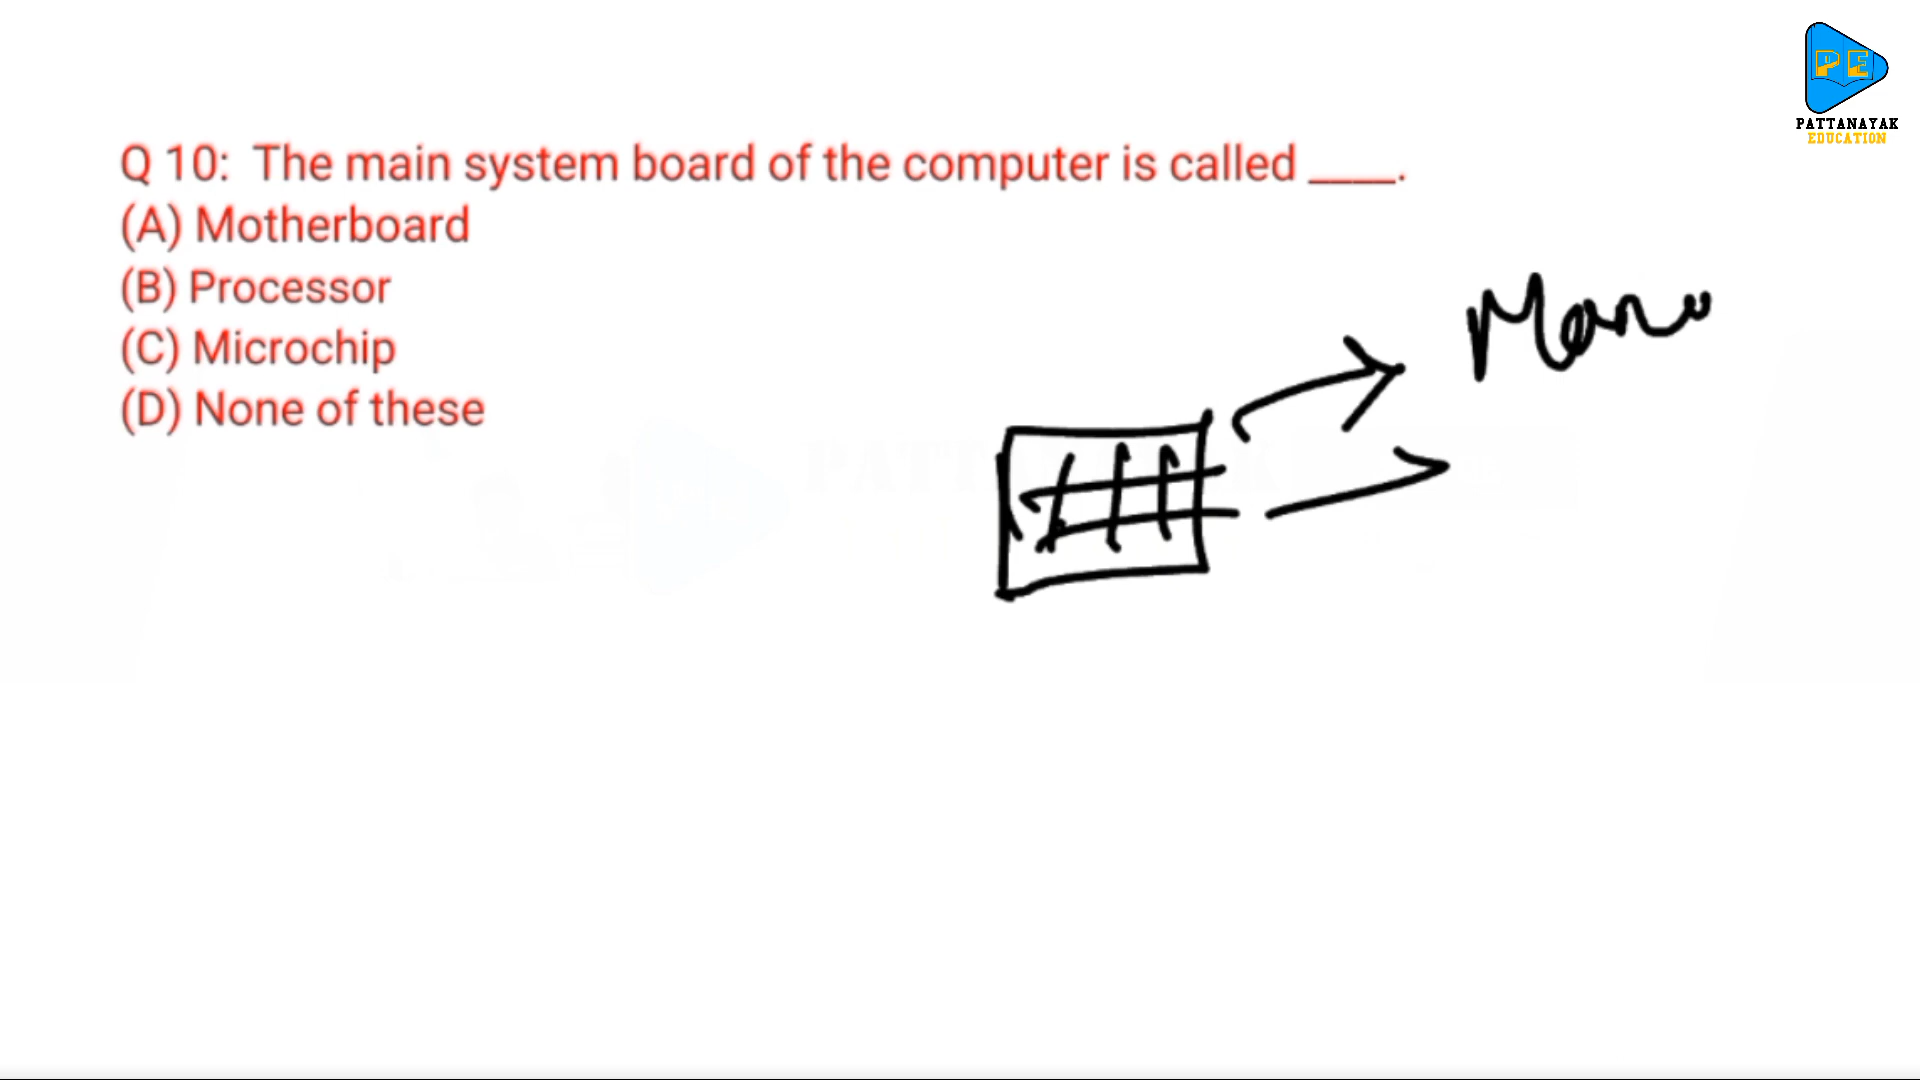 PE
PATTANAYAK
EDUCATION
Q 10: The main system board of the computer is called ____.
(A) Motherboard
(B) Processor
(C) Microchip
(D) None of these